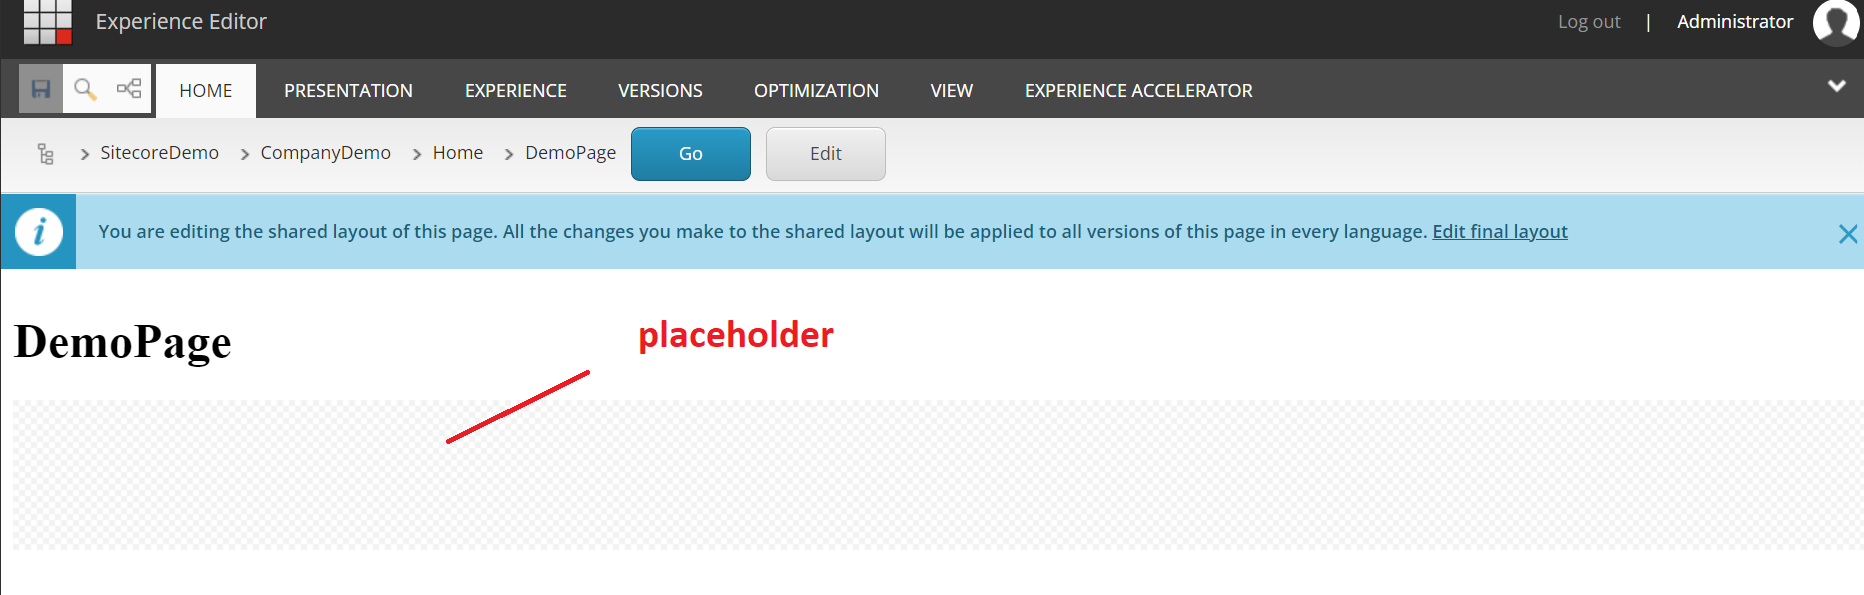 Experience Editor
Log out | Administrator
HOME PRESENTATION EXPERIENCE VERSIONS OPTIMIZATION VIEW EXPERIENCE ACCELERATOR
SitecoreDemo CompanyDemo Home DemoPage Go Edit
You are editing the shared layout of this page. All the changes you make to the shared layout will be applied to all versions of this page in every language. Edit final layout
placeholder
DemoPage